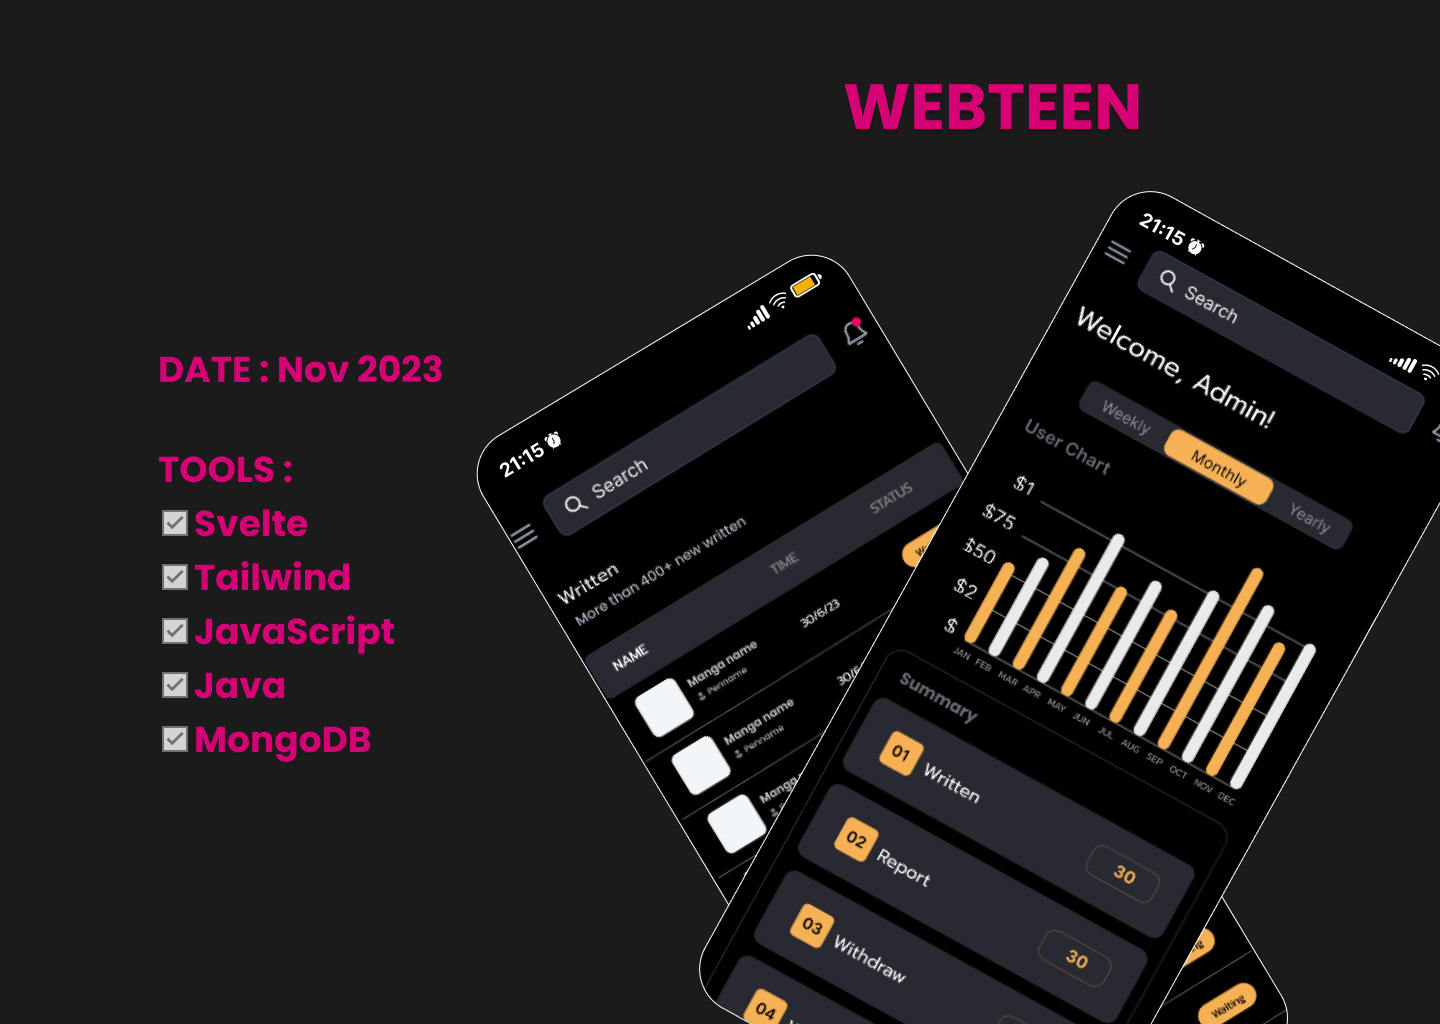 WEBTEEN
DATE : Nov 2023
TOOLS :
Svelte
Tailwind
JavaScript
Java
MongoDB
21:15
Search
Written
More than 400+ new written
NAME
TIME
STATUS
Manga name
Penname
30/6/23
Manga name
Penname
Manga
21:15
Search
Welcome, Admin!
Weekly
Monthly
Yearly
User Chart
$1
$75
$50
$2
$
JAN FEB MAR APR MAY JUN JUL AUG SEP OCT NOV DEC
Summary
01 Written
30
02 Report
30
03 Withdraw
04
Waiting